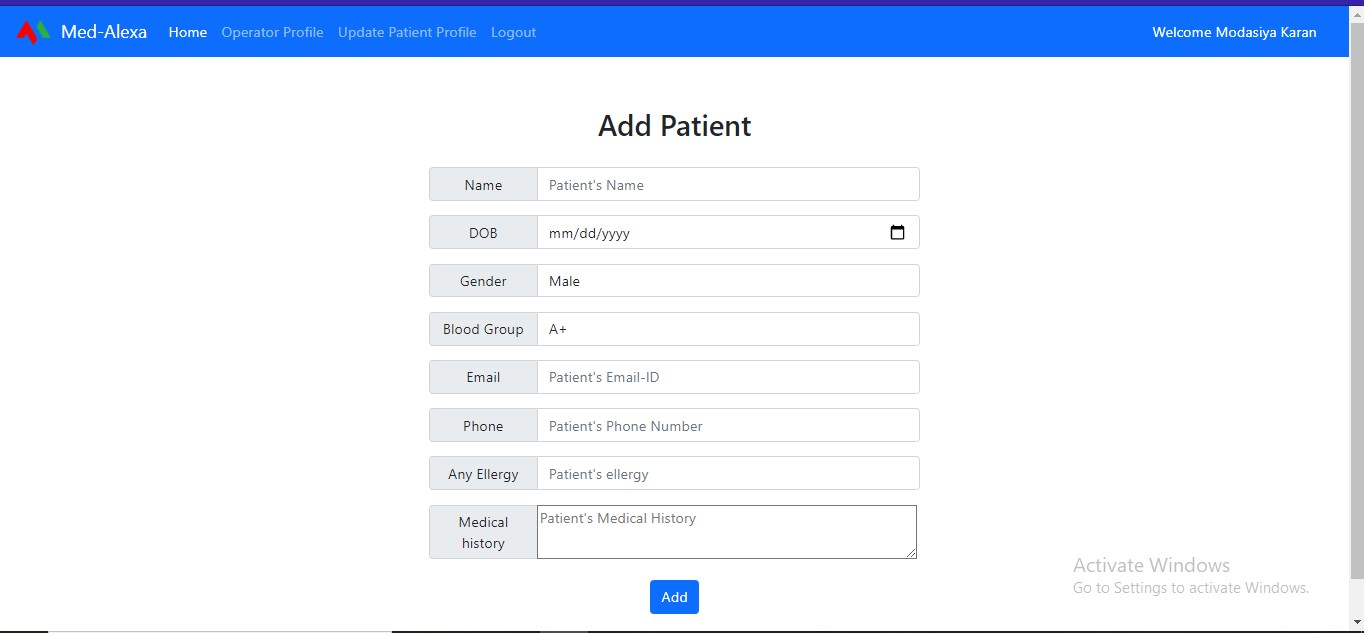 Med-Alexa Home Operator Profile Update Patient Profile Logout Welcome Modasiya Karan
Add Patient
Name Patient's Name
DOB mm/dd/yyyy
Gender Male
Blood Group A+
Email Patient's Email-ID
Phone Patient's Phone Number
Any Ellergy Patient's ellergy
Medical Patient's Medical History
history
Activate Windows
Go to Settings to activate Windows.
Add